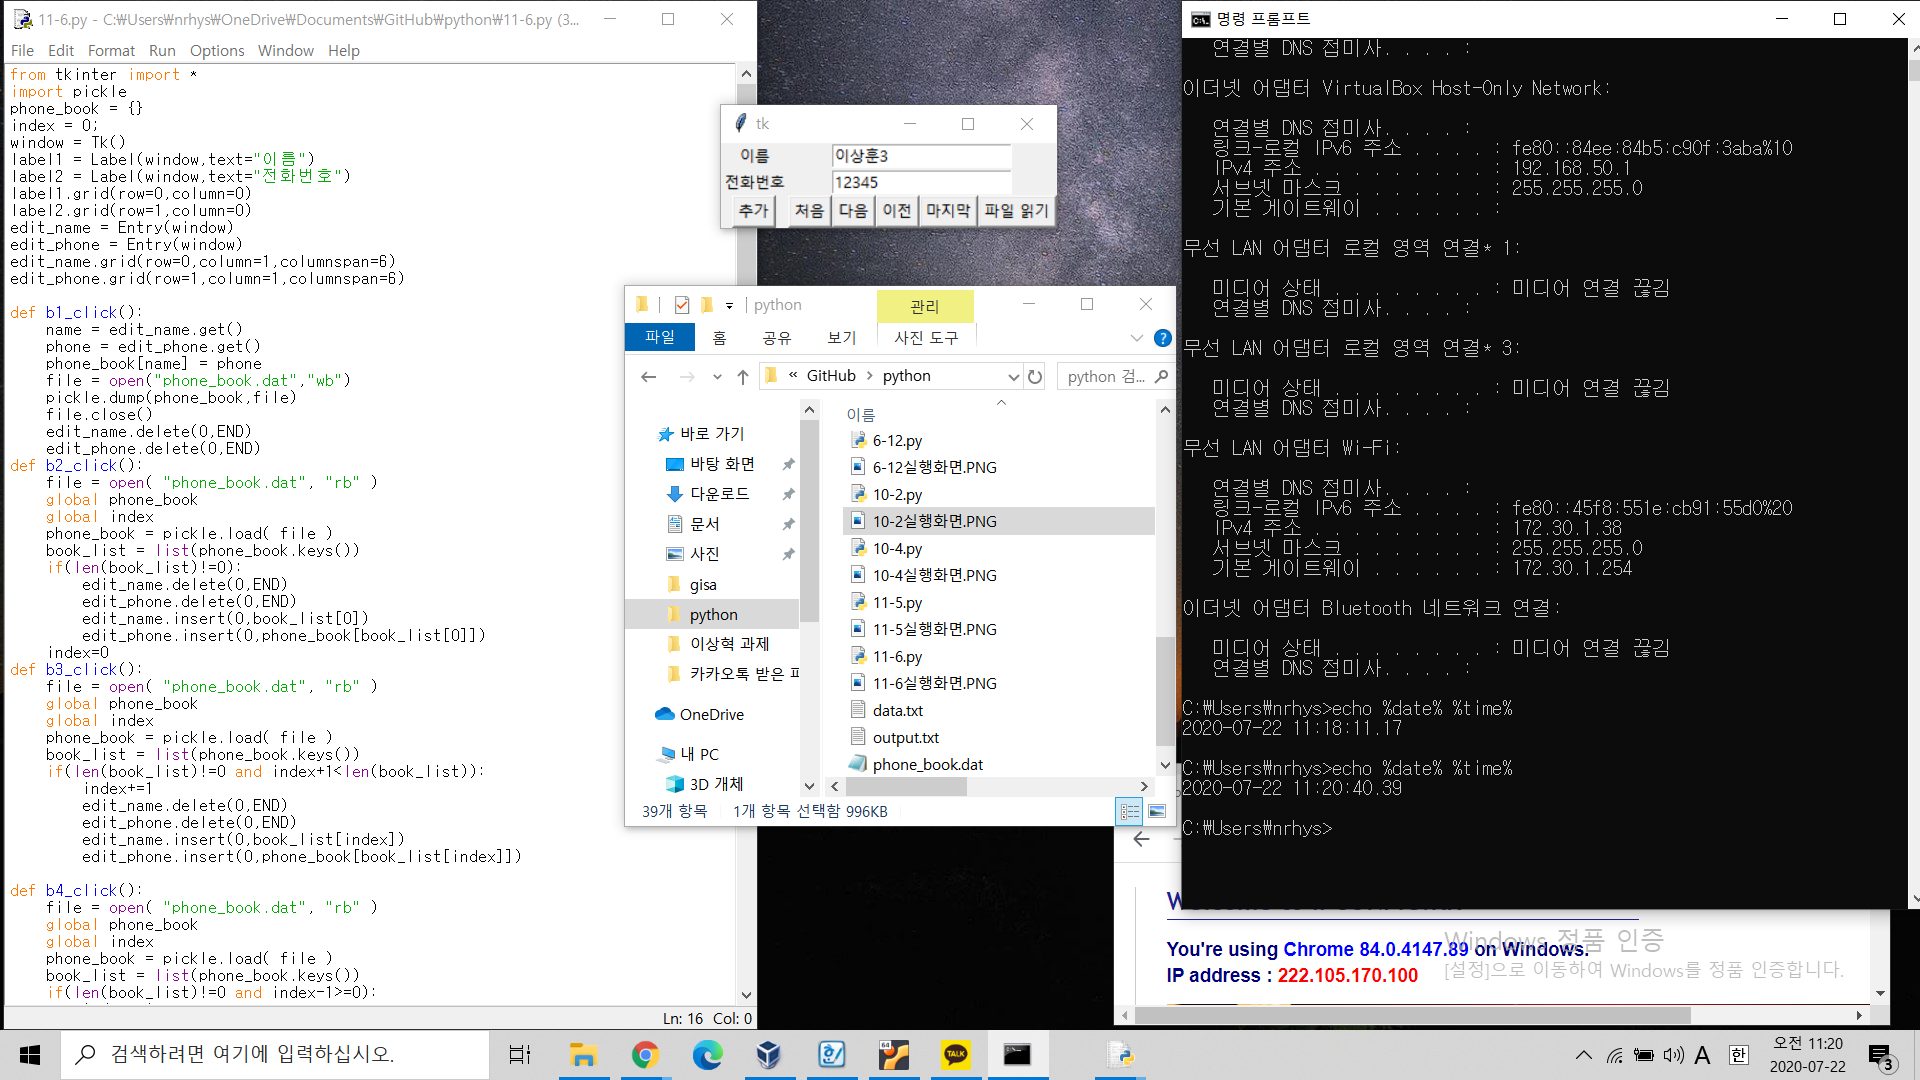 11-6.py - C:₩Users₩nrhys₩OneDrive₩Documents₩GitHub₩python₩11-6.py (3...
File Edit Format Run Options Window Help
from tkinter import *
import pickle
phone_book = {}
index = 0;
window = Tk()
label1 = Label(window,text="이름")
label2 = Label(window,text="전화번호")
label1.grid(row=0,column=0)
label2.grid(row=1,column=0)
edit_name = Entry(window)
edit_phone = Entry(window)
edit_name.grid(row=0,column=1,columnspan=6)
edit_phone.grid(row=1,column=1,columnspan=6)
def b1_click():
    name = edit_name.get()
    phone = edit_phone.get()
    phone_book[name] = phone
    file = open("phone_book.dat","wb")
    pickle.dump(phone_book,file)
    file.close()
    edit_name.delete(0,END)
    edit_phone.delete(0,END)
def b2_click():
    file = open( "phone_book.dat", "rb" )
    global phone_book
    global index
    phone_book = pickle.load( file )
    book_list = list(phone_book.keys())
    if(len(book_list)!=0):
        edit_name.delete(0,END)
        edit_phone.delete(0,END)
        edit_name.insert(0,book_list[0])
        edit_phone.insert(0,phone_book[book_list[0]])
    index=0
def b3_click():
    file = open( "phone_book.dat", "rb" )
    global phone_book
    global index
    phone_book = pickle.load( file )
    book_list = list(phone_book.keys())
    if(len(book_list)!=0 and index+1<len(book_list)):
        index+=1
        edit_name.delete(0,END)
        edit_phone.delete(0,END)
        edit_name.insert(0,book_list[index])
        edit_phone.insert(0,phone_book[book_list[index]])
def b4_click():
    file = open( "phone_book.dat", "rb" )
    global phone_book
    global index
    phone_book = pickle.load( file )
    book_list = list(phone_book.keys())
    if(len(book_list)!=0 and index-1>=0):
Ln: 16 Col: 0
tk
이름 이상훈3
전화번호 12345
추가 처음 다음 이전 마지막 파일 읽기
python 관리
파일 홈 공유 보기 사진 도구
« GitHub > python
python 검...
바로 가기
바탕 화면
다운로드
문서
사진
gisa
python
이상혁 과제
카카오톡 받은 파
OneDrive
내 PC
3D 개체
이름
6-12.py
6-12실행화면.PNG
10-2.py
10-2실행화면.PNG
10-4.py
10-4실행화면.PNG
11-5.py
11-5실행화면.PNG
11-6.py
11-6실행화면.PNG
data.txt
output.txt
phone_book.dat
39개 항목 1개 항목 선택함 996KB
명령 프롬프트
연결별 DNS 접미사. . . . :
이더넷 어댑터 VirtualBox Host-Only Network:
연결별 DNS 접미사. . . . :
링크-로컬 IPv6 주소 . . . . : fe80::84ee:84b5:c90f:3aba%10
IPv4 주소 . . . . . . . . . : 192.168.50.1
서브넷 마스크 . . . . . . . : 255.255.255.0
기본 게이트웨이 . . . . . . :
무선 LAN 어댑터 로컬 영역 연결* 1:
미디어 상태 . . . . . . . . : 미디어 연결 끊김
연결별 DNS 접미사. . . . :
무선 LAN 어댑터 로컬 영역 연결* 3:
미디어 상태 . . . . . . . . : 미디어 연결 끊김
연결별 DNS 접미사. . . . :
무선 LAN 어댑터 Wi-Fi:
연결별 DNS 접미사. . . . :
링크-로컬 IPv6 주소 . . . . : fe80::45f8:551e:cb91:55d0%20
IPv4 주소 . . . . . . . . . : 172.30.1.38
서브넷 마스크 . . . . . . . : 255.255.255.0
기본 게이트웨이 . . . . . . : 172.30.1.254
이더넷 어댑터 Bluetooth 네트워크 연결:
미디어 상태 . . . . . . . . : 미디어 연결 끊김
연결별 DNS 접미사. . . . :
C:₩Users₩nrhys>echo %date% %time%
2020-07-22 11:18:11.17
C:₩Users₩nrhys>echo %date% %time%
2020-07-22 11:20:40.39
C:₩Users₩nrhys>
You're using Chrome 84.0.4147.89 on Windows.
IP address : 222.105.170.100
Windows 정품 인증
[설정]으로 이동하여 Windows를 정품 인증합니다.
검색하려면 여기에 입력하십시오.
64
TALK
A
한
오전 11:20
2020-07-22
3